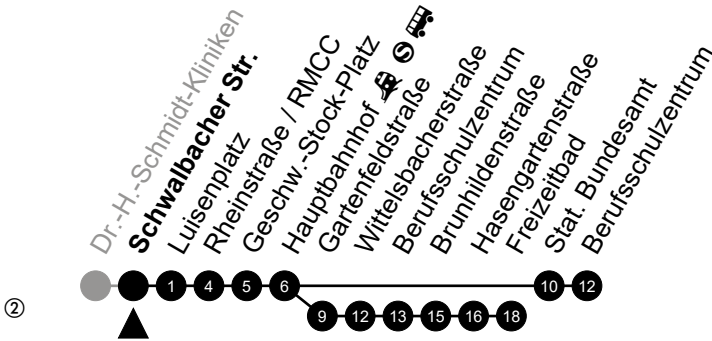 Dr.-H.-Schmidt-Kliniken
Schwalbacher Str.
Luisenplatz
Rheinstraße / RMCC
Geschw.-Stock-Platz
Hauptbahnhof S
Gartenfeldstraße
Wittelsbacherstraße
Berufsschulzentrum
Brunhildenstraße
Hasengartenstraße
Freizeitbad
Stat. Bundesamt
Berufsschulzentrum
1 4 5 6 10 12
② 9 12 13 15 16 18